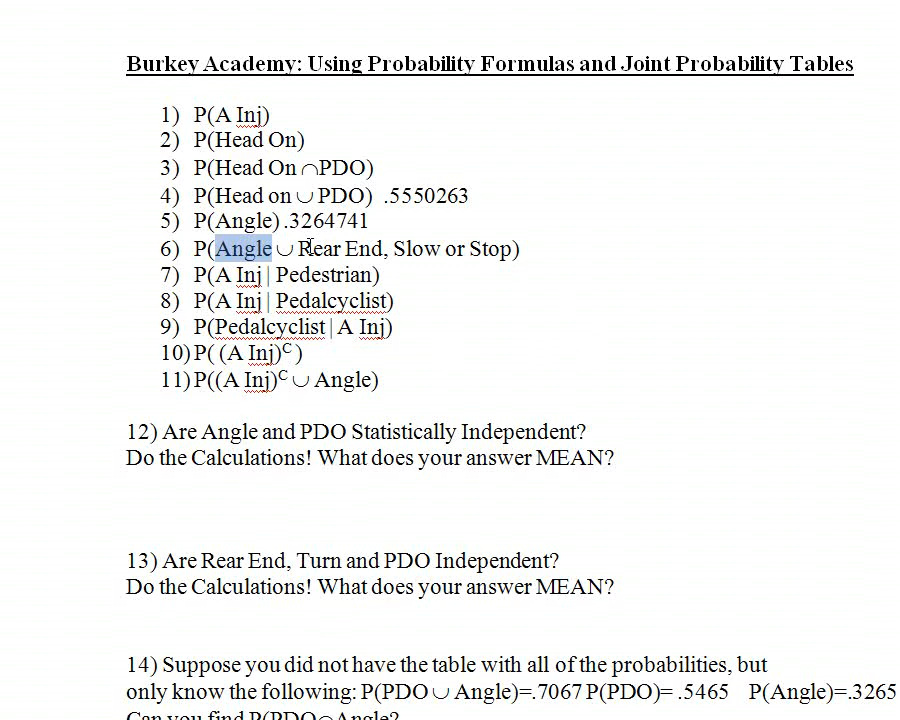 Burkey Academy: Using Probability Formulas and Joint Probability Tables
1) P(A Inj)
2) P(Head On)
3) P(Head On ∩PDO)
4) P(Head on ∪ PDO) .5550263
5) P(Angle) .3264741
6) P(Angle ∪ Rear End, Slow or Stop)
7) P(A Inj | Pedestrian)
8) P(A Inj | Pedalcyclist)
9) P(Pedalcyclist | A Inj)
10) P( (A Inj)ᶜ )
11) P((A Inj)ᶜ ∪ Angle)
12) Are Angle and PDO Statistically Independent?
Do the Calculations! What does your answer MEAN?
13) Are Rear End, Turn and PDO Independent?
Do the Calculations! What does your answer MEAN?
14) Suppose you did not have the table with all of the probabilities, but
only know the following: P(PDO ∪ Angle)=.7067 P(PDO)= .5465 P(Angle)=.3265
Can you find P(PDO∩Angle?